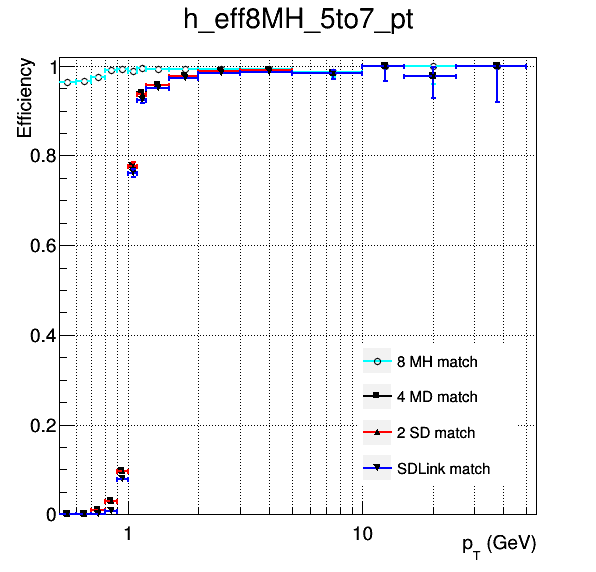 h_eff8MH_5to7_pt
Efficiency
1
0.8
0.6
0.4
0.2
0
8 MH match
4 MD match
2 SD match
SDLink match
1
10
p_T (GeV)